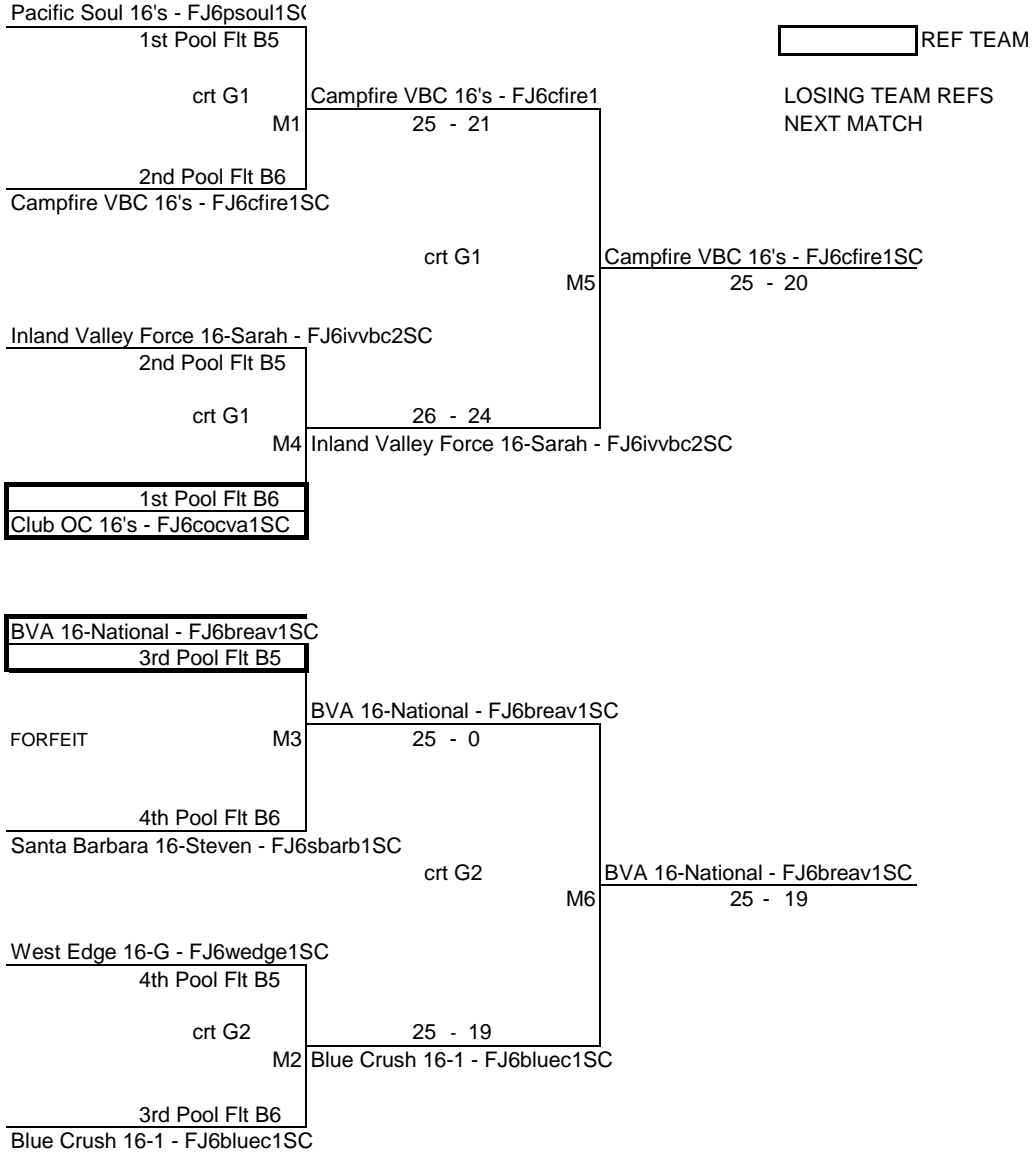 Pacific Soul 16's - FJ6psoul1S
1st Pool Flt B5
REF TEAM
crt G1
Campfire VBC 16's - FJ6cfire1
LOSING TEAM REFS
M1
25 - 21
NEXT MATCH
2nd Pool Flt B6
Campfire VBC 16's - FJ6cfire1SC
crt G1
Campfire VBC 16's - FJ6cfire1SC
M5
25 - 20
Inland Valley Force 16-Sarah - FJ6ivvbc2SC
2nd Pool Flt B5
crt G1
26 - 24
M4
Inland Valley Force 16-Sarah - FJ6ivvbc2SC
1st Pool Flt B6
Club OC 16's - FJ6cocva1SC
BVA 16-National - FJ6breav1SC
3rd Pool Flt B5
BVA 16-National - FJ6breav1SC
FORFEIT
M3
25 - 0
4th Pool Flt B6
Santa Barbara 16-Steven - FJ6sbarb1SC
crt G2
BVA 16-National - FJ6breav1SC
M6
25 - 19
West Edge 16-G - FJ6wedge1SC
4th Pool Flt B5
crt G2
25 - 19
M2
Blue Crush 16-1 - FJ6bluec1SC
3rd Pool Flt B6
Blue Crush 16-1 - FJ6bluec1SC